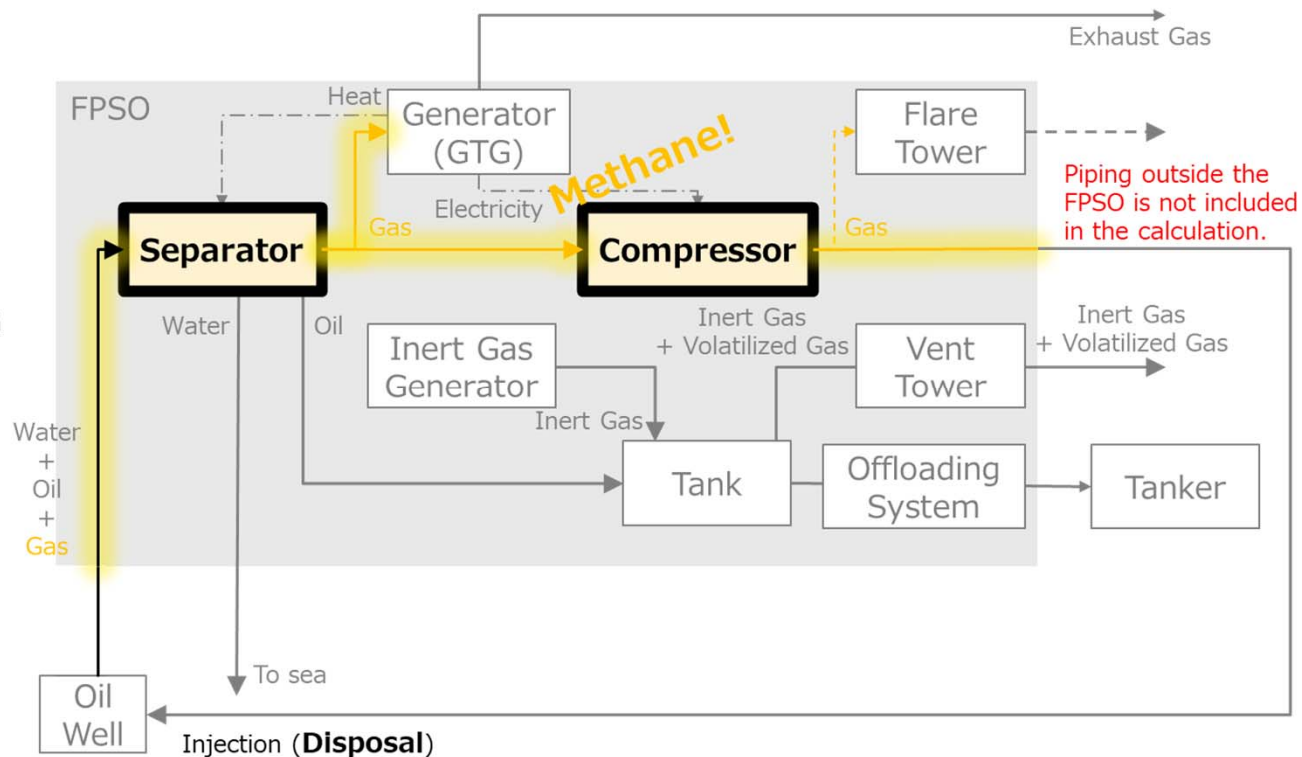 Exhaust Gas
FPSO
Heat
Generator
(GTG)
Flare
Tower
Methane!
Electricity
Piping outside the
FPSO is not included
in the calculation.
Separator
Gas
Compressor
Gas
Water
Oil
Inert Gas
Generator
Inert Gas
+ Volatilized Gas
Vent
Tower
Inert Gas
+ Volatilized Gas
Inert Gas
Water
+
Oil
+
Gas
Tank
Offloading
System
Tanker
To sea
Oil
Well
Injection (Disposal)